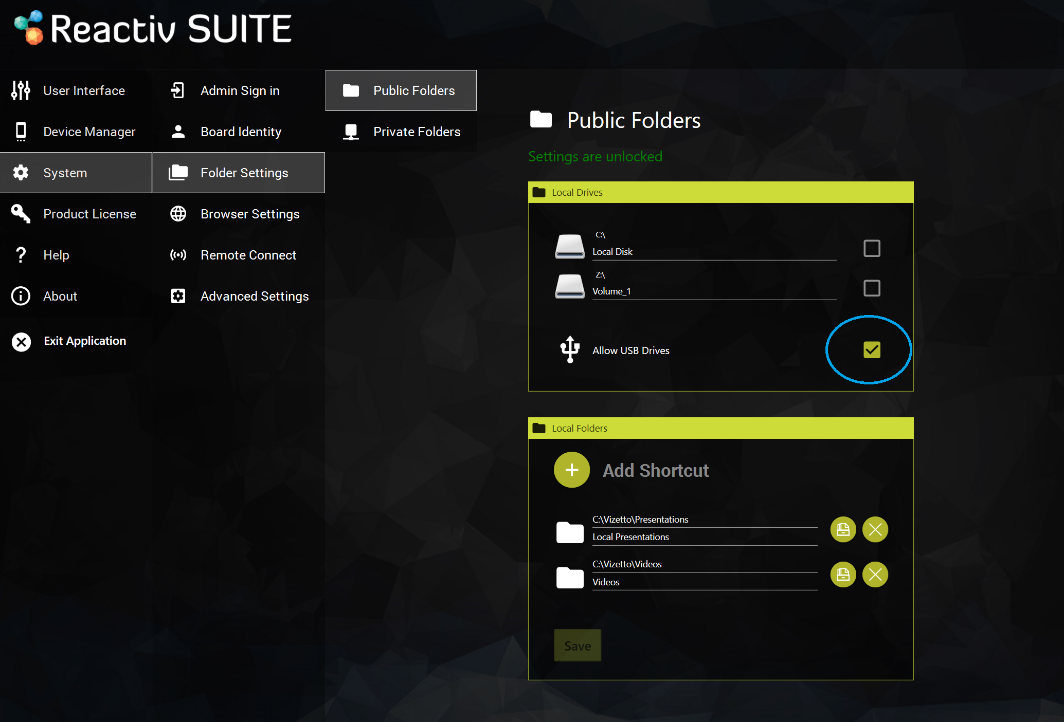 Reactiv SUITE
User Interface
Device Manager
System
Product License
Help
About
Exit Application
Admin Sign in
Board Identity
Folder Settings
Browser Settings
Remote Connect
Advanced Settings
Public Folders
Private Folders
Public Folders
Settings are unlocked
Local Drives
C:\
Local Disk
Z:\
Volume_1
Allow USB Drives
Local Folders
Add Shortcut
C:\Vizetto\Presentations
Local Presentations
C:\Vizetto\Videos
Videos
Save